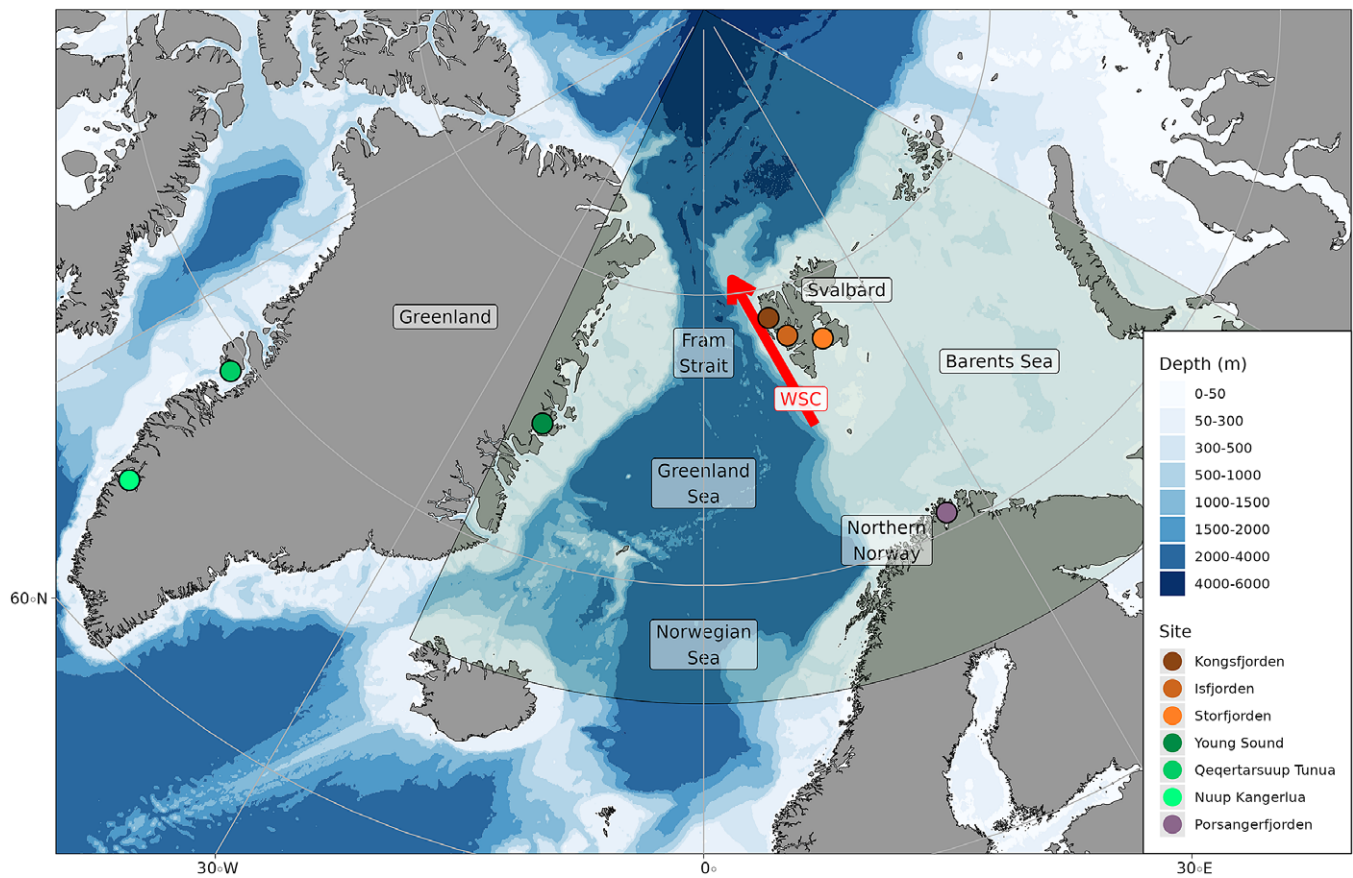 Svalbard
Greenland
Fram
Strait
Barents Sea
WSC
Greenland
Sea
Northern
Norway
Norwegian
Sea
60◦N
30◦W
0◦
30◦E
Depth (m)
0-50
50-300
300-500
500-1000
1000-1500
1500-2000
2000-4000
4000-6000
Site
Kongsfjorden
Isfjorden
Storfjorden
Young Sound
Qeqertarsuup Tunua
Nuup Kangerlua
Porsangerfjorden